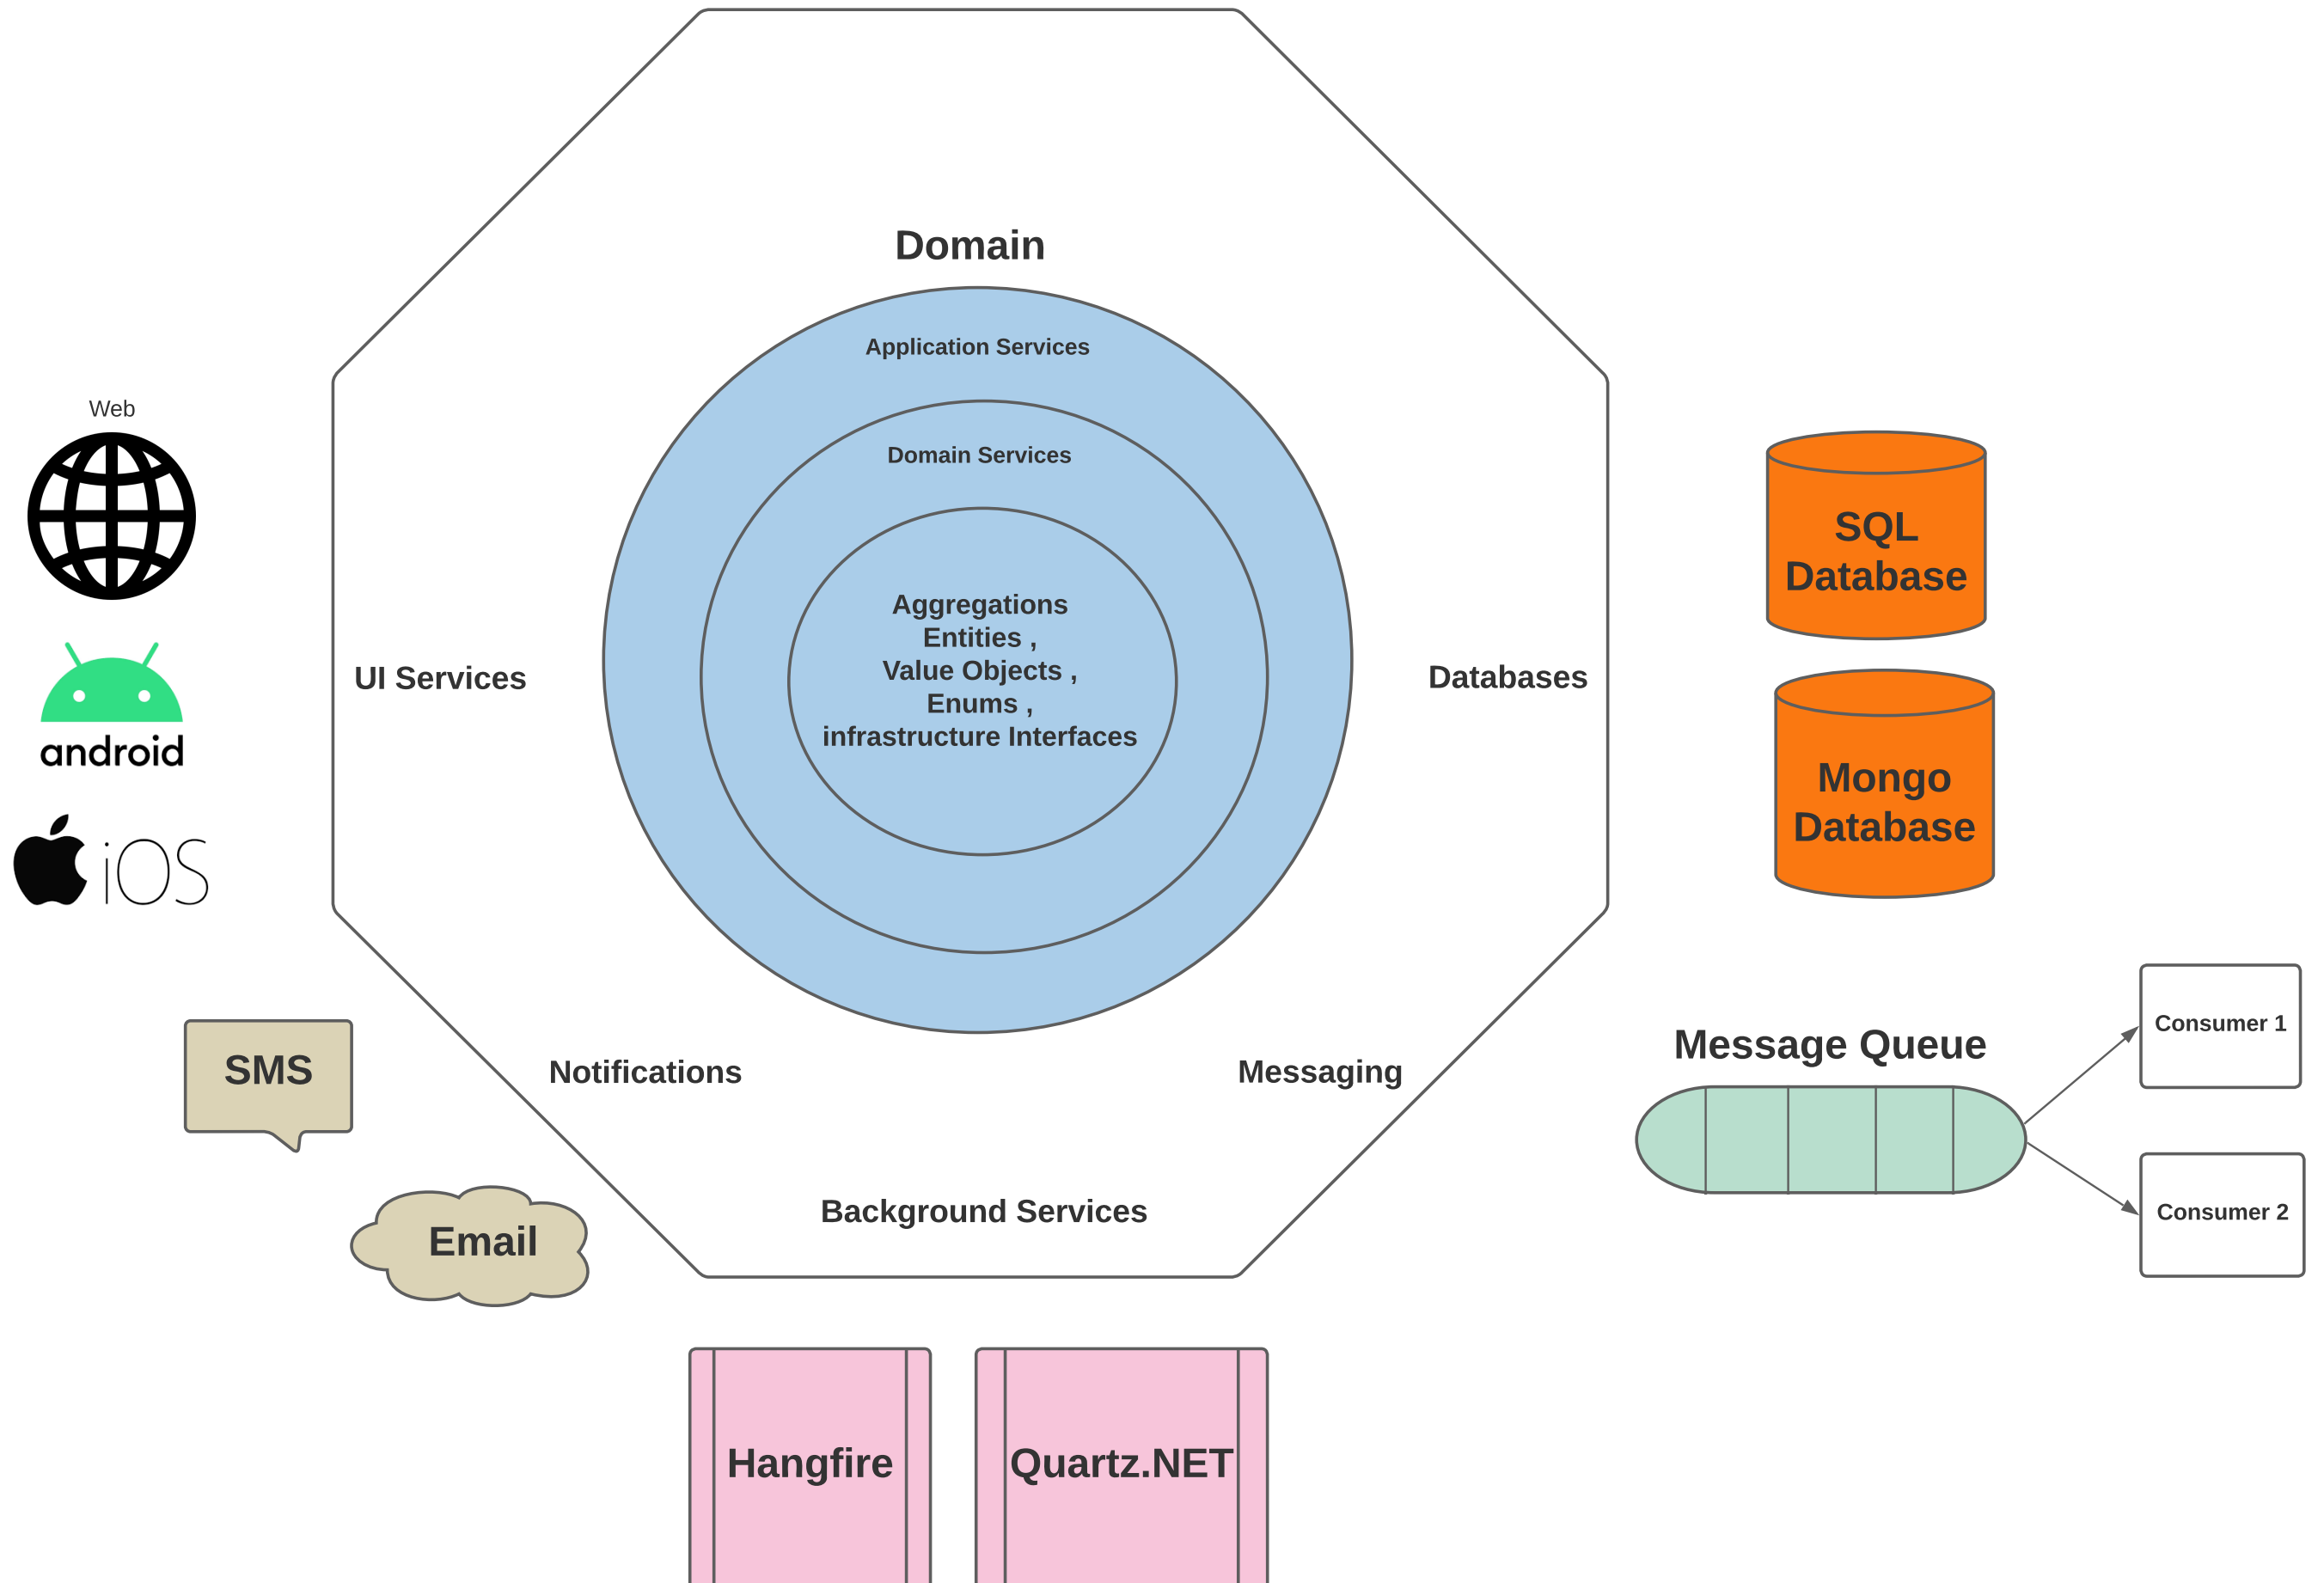 Domain
Application Services
Domain Services
Aggregations
Entities ,
Value Objects ,
Enums ,
infrastructure Interfaces
UI Services
Databases
Notifications
Messaging
Background Services
Web
android
iOS
SMS
Email
SQL
Database
Mongo
Database
Message Queue
Consumer 1
Consumer 2
Hangfire
Quartz.NET